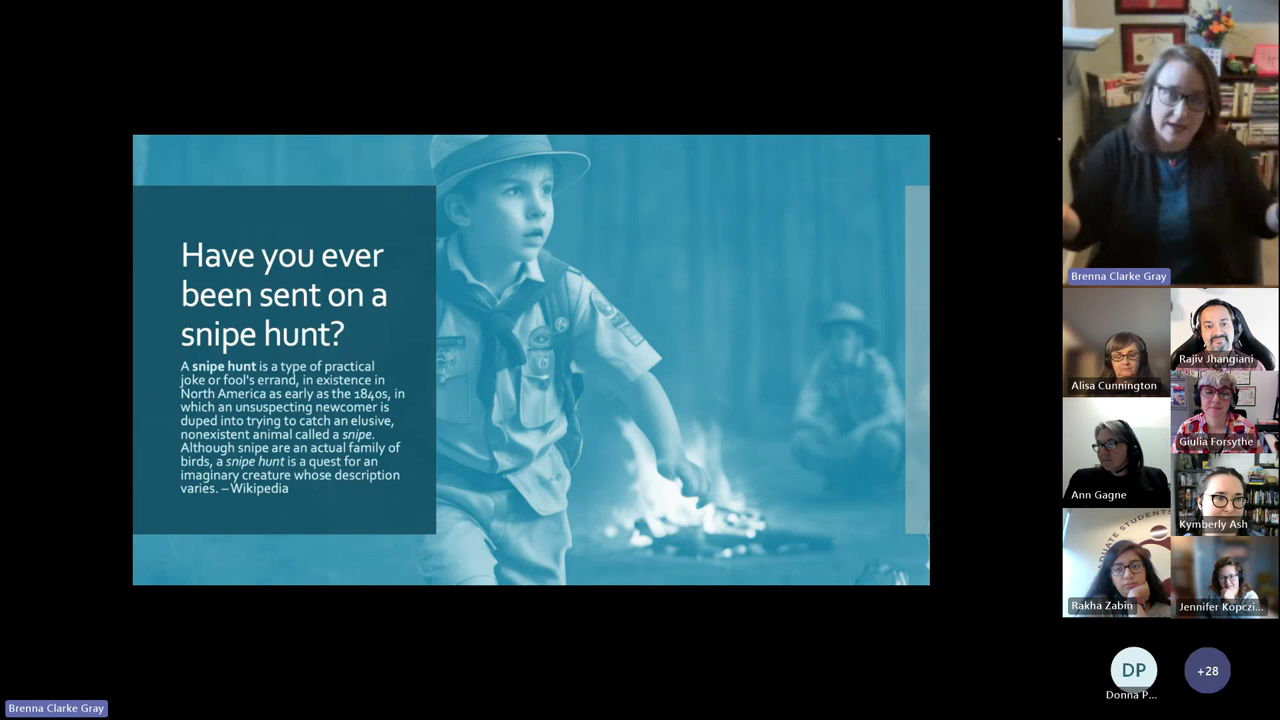 Have you ever
been sent on a
snipe hunt?
A snipe hunt is a type of practical
joke or fool's errand, in existence in
North America as early as the 1840s, in
which an unsuspecting newcomer is
duped into trying to catch an elusive,
nonexistent animal called a snipe.
Although snipe are an actual family of
birds, a snipe hunt is a quest for an
imaginary creature whose description
varies. – Wikipedia
Brenna Clarke Gray
Alisa Cunnington
Rajiv Jhangiani
Giulia Forsythe
Ann Gagne
Kymberly Ash
UATE STUDENTS
Rakha Zabin
Jennifer Kopczi...
DP
Donna P...
+28
Brenna Clarke Gray